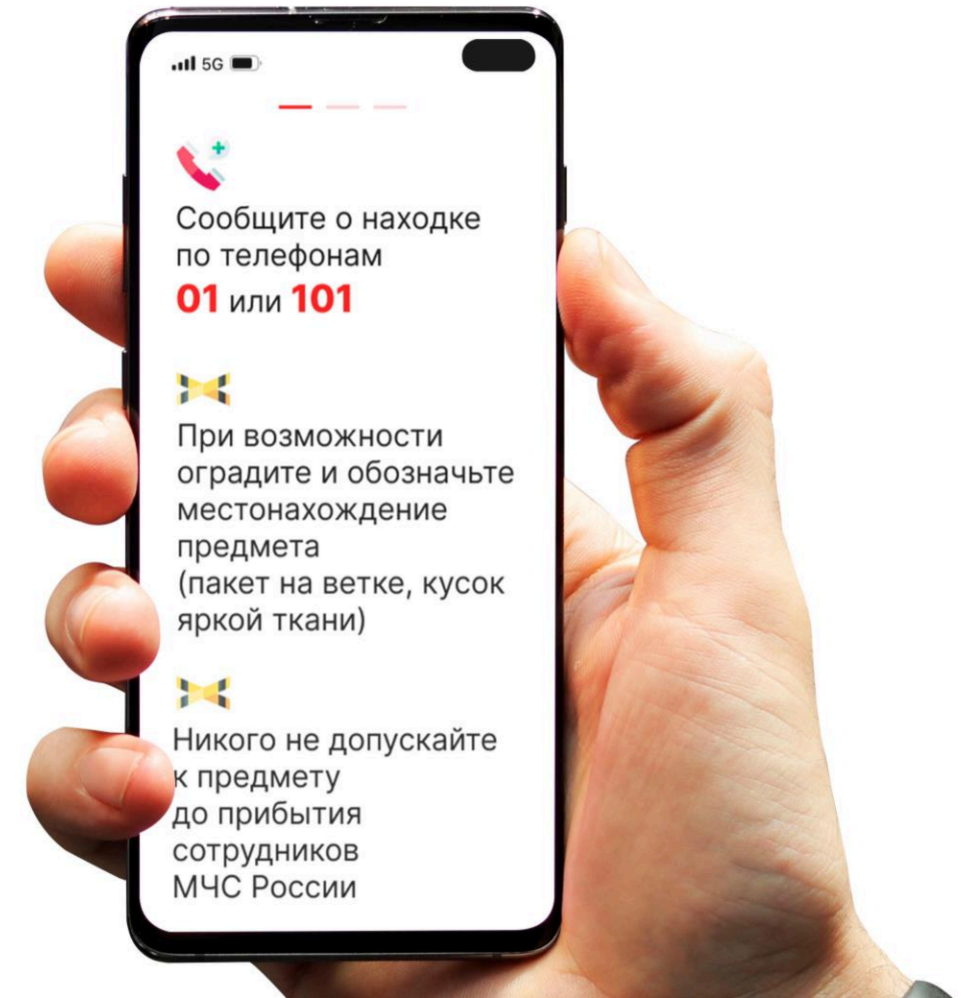 5G
Сообщите о находке
по телефонам
01 или 101
При возможности
оградите и обозначьте
местонахождение
предмета
(пакет на ветке, кусок
яркой ткани)
Никого не допускайте
к предмету
до прибытия
сотрудников
МЧС России